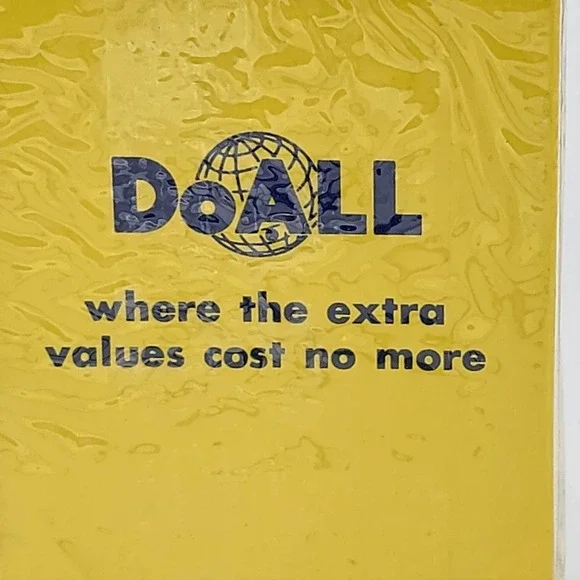 DoALL
where the extra
values cost no more